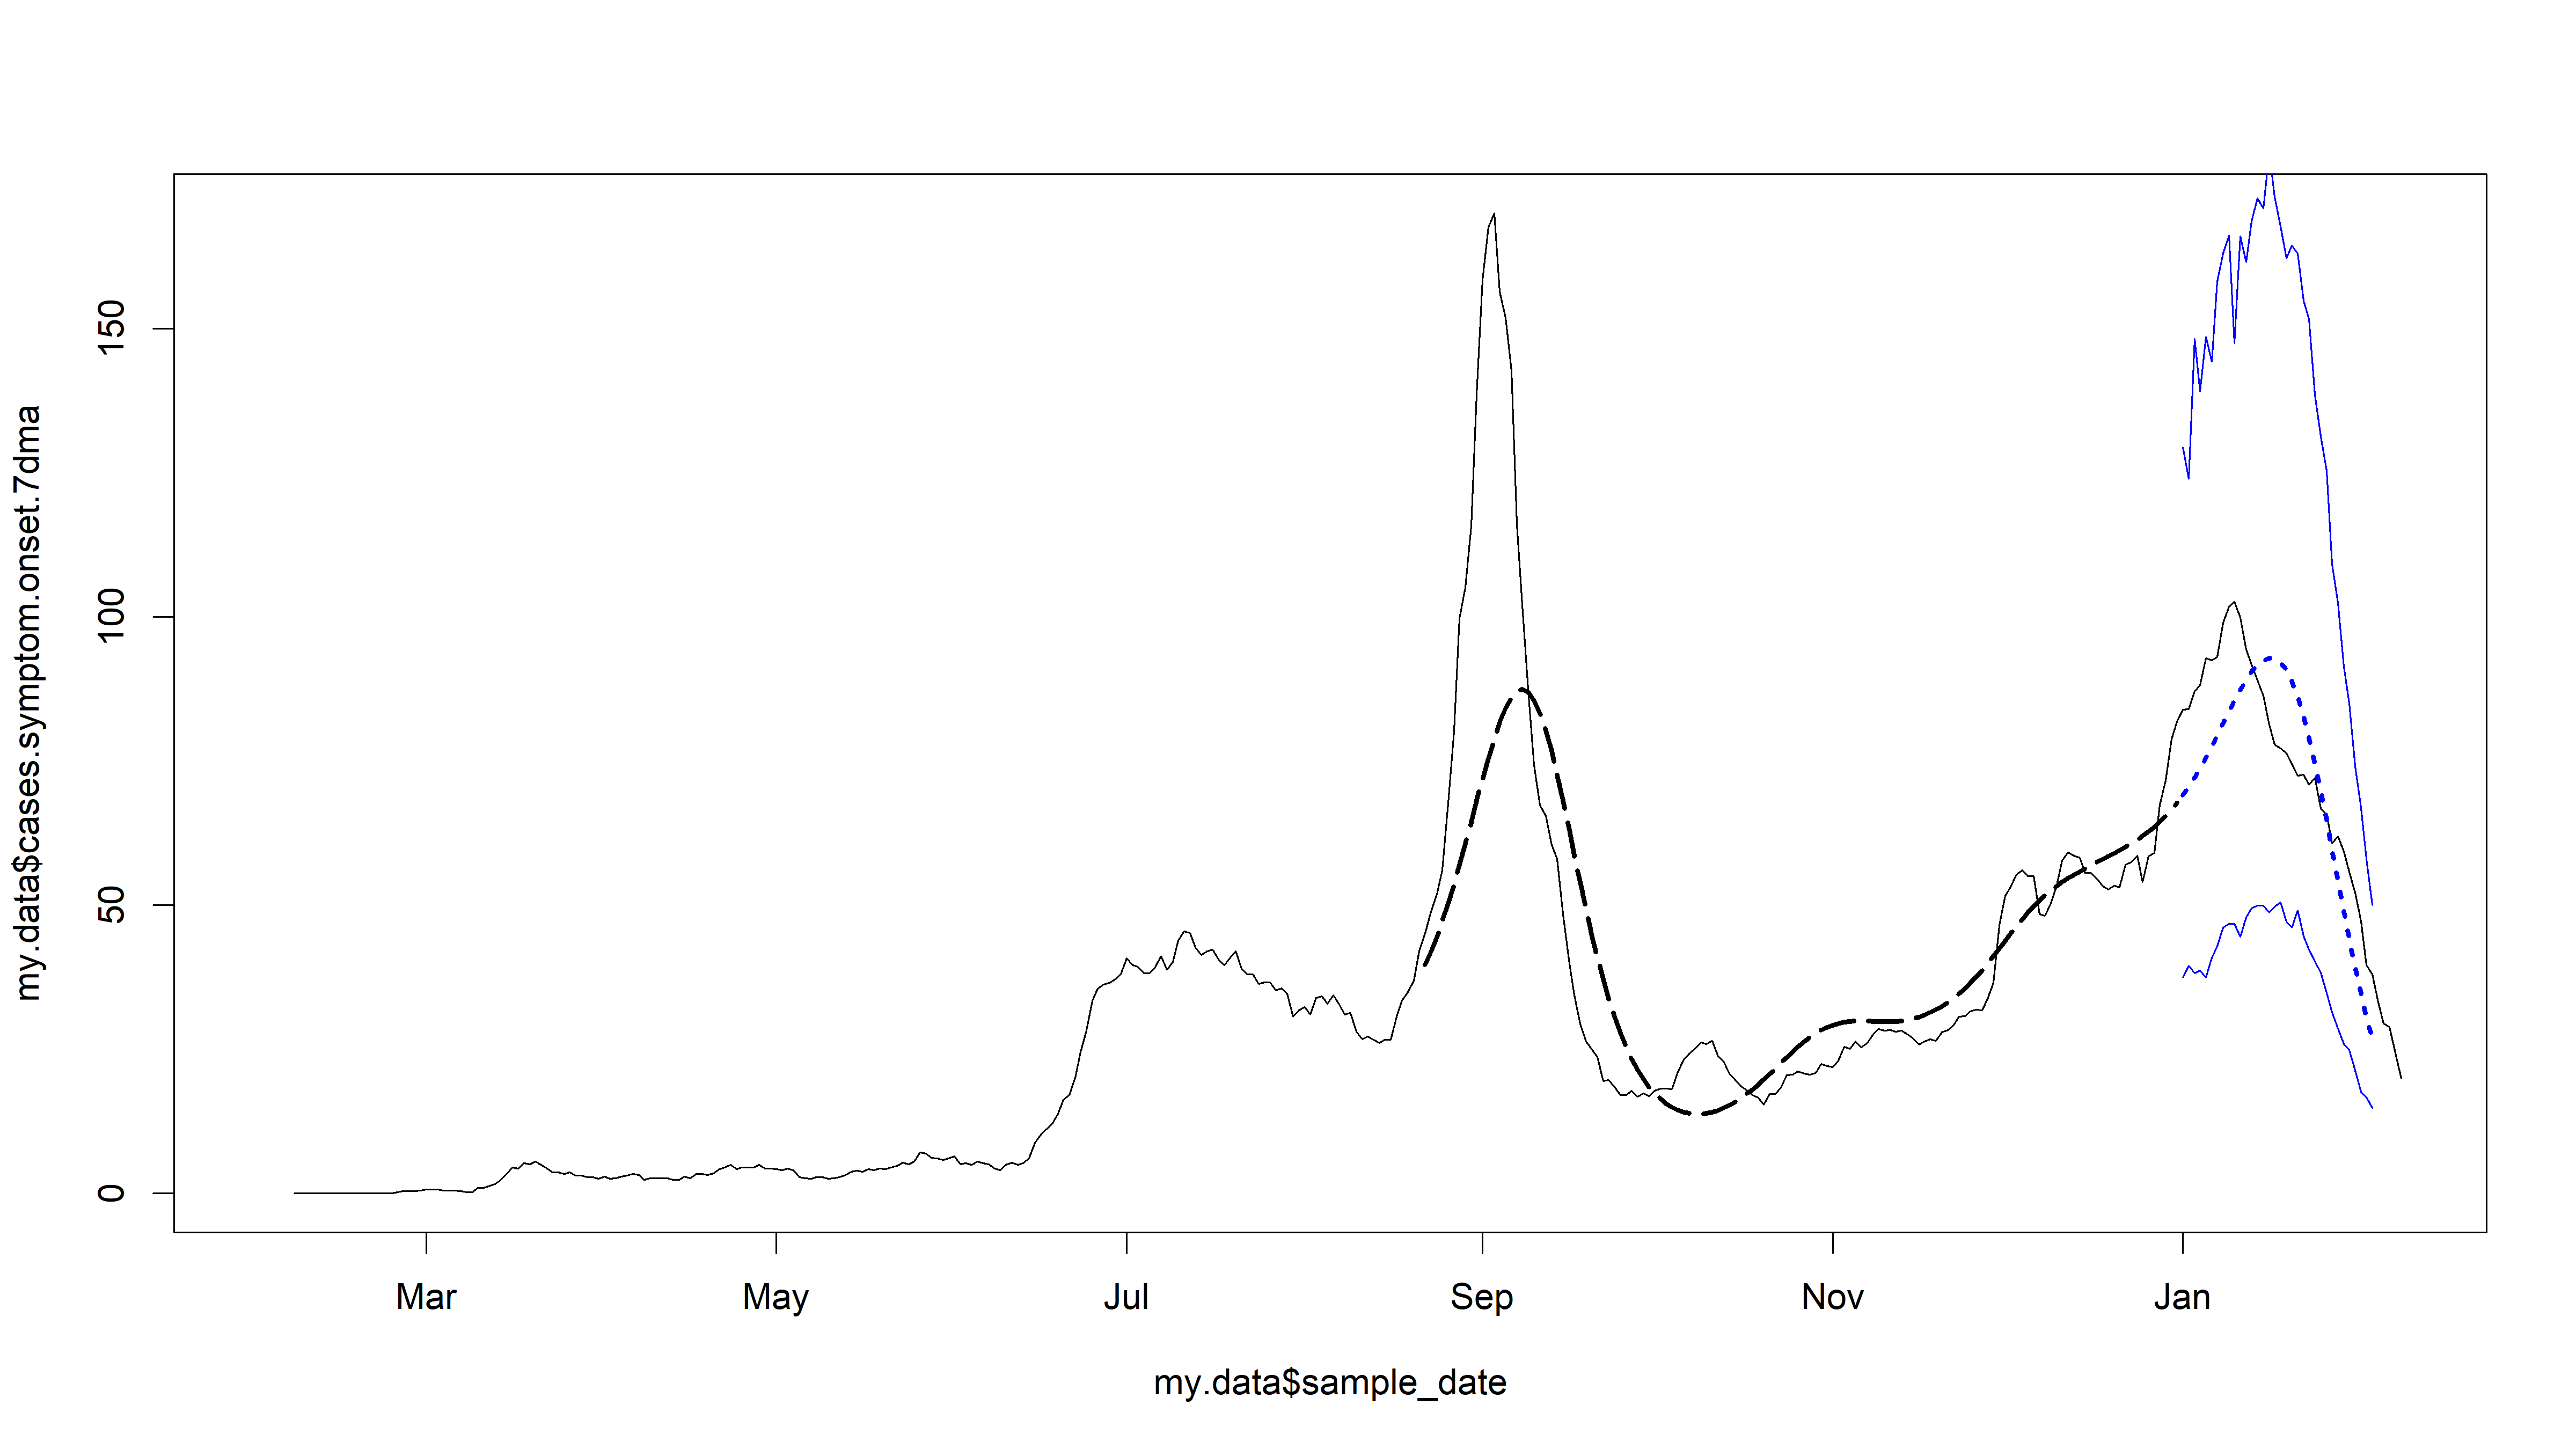 my.data$cases.symptom.onset.7dma
150
100
50
0
Mar May Jul Sep Nov Jan
my.data$sample_date